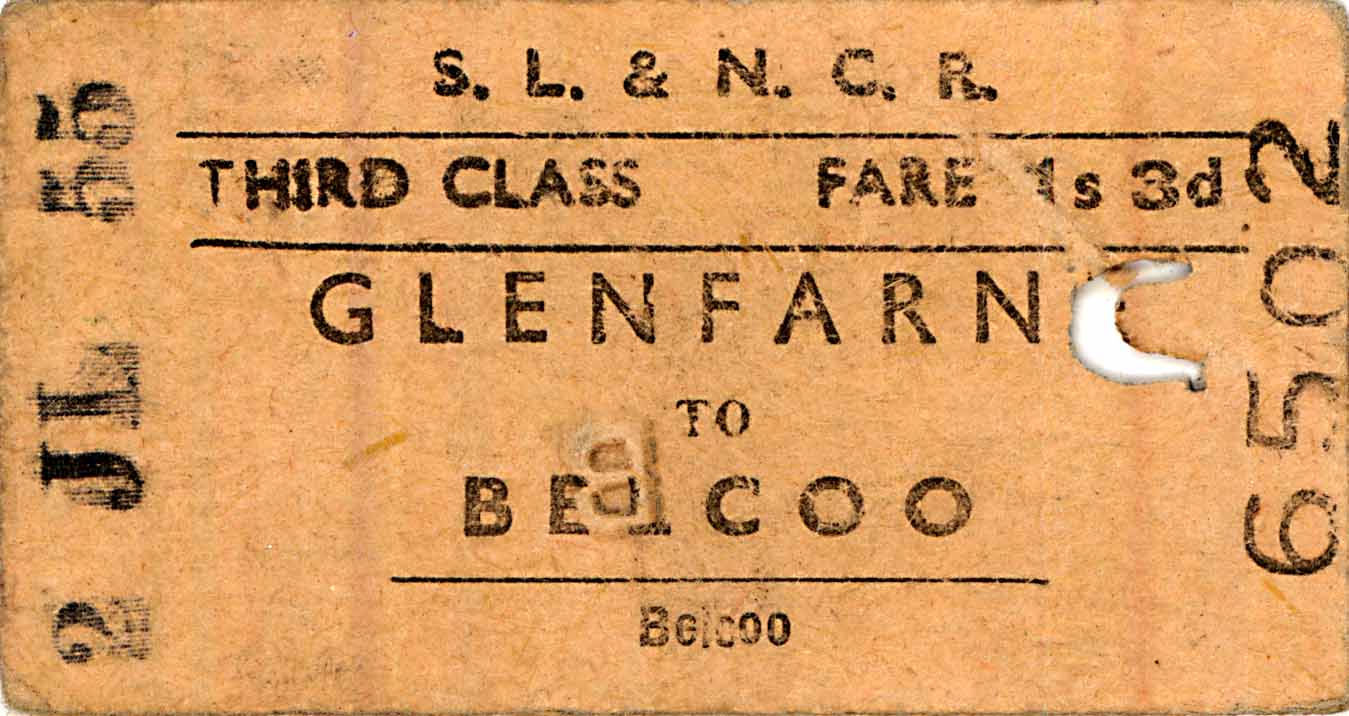 S. L. & N. C. R.
THIRD CLASS FARE 1s 3d
GLENFARN
TO
BELCOO
Belcoo
2 JL 55
6502